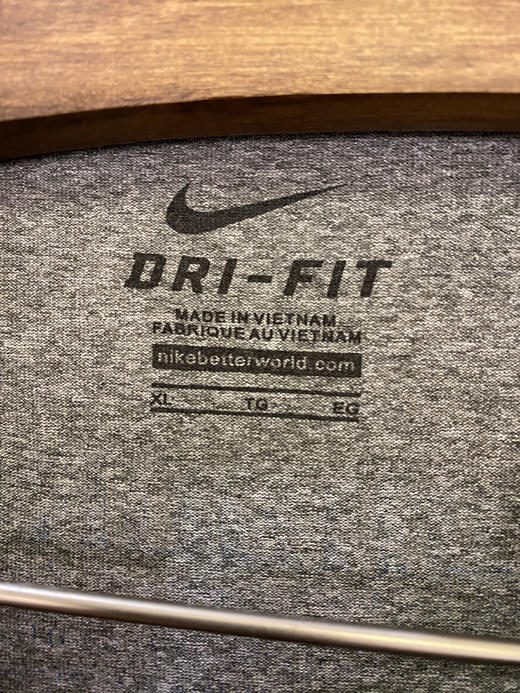 DRI-FIT
MADE IN VIETNAM
FABRIQUE AU VIETNAM
nikebetterworld.com
XL TG EG